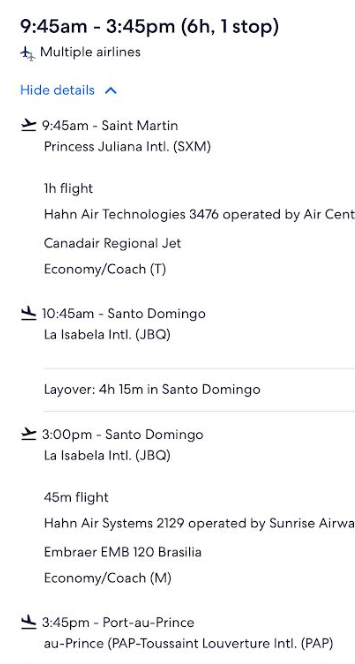 9:45am - 3:45pm (6h, 1 stop)
Multiple airlines
Hide details
9:45am - Saint Martin
Princess Juliana Intl. (SXM)
1h flight
Hahn Air Technologies 3476 operated by Air Cent
Canadair Regional Jet
Economy/Coach (T)
10:45am - Santo Domingo
La Isabela Intl. (JBQ)
Layover: 4h 15m in Santo Domingo
3:00pm - Santo Domingo
La Isabela Intl. (JBQ)
45m flight
Hahn Air Systems 2129 operated by Sunrise Airwa
Embraer EMB 120 Brasilia
Economy/Coach (M)
3:45pm - Port-au-Prince
au-Prince (PAP-Toussaint Louverture Intl. (PAP)